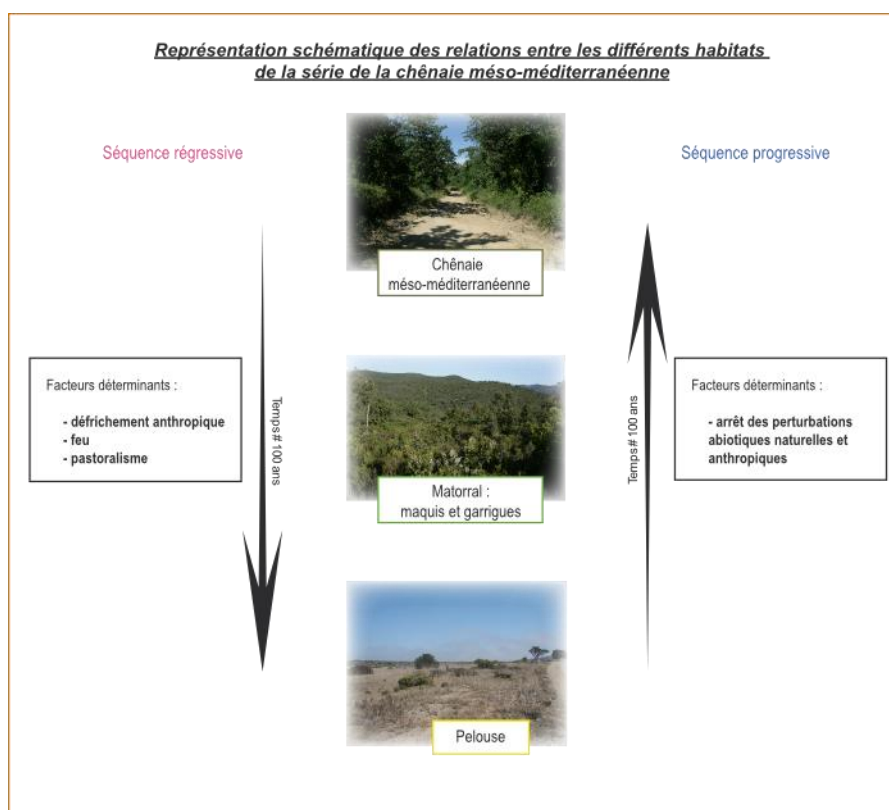 Représentation schématique des relations entre les différents habitats
de la série de la chênaie méso-méditerranéenne
Séquence régressive
Séquence progressive
Chênaie
méso-méditerranéenne
Facteurs déterminants :
- défrichement anthropique
- feu
- pastoralisme
Temps # 100 ans
Matorral :
maquis et garrigues
Temps # 100 ans
Facteurs déterminants :
- arrêt des perturbations
abiotiques naturelles et
anthropiques
Pelouse